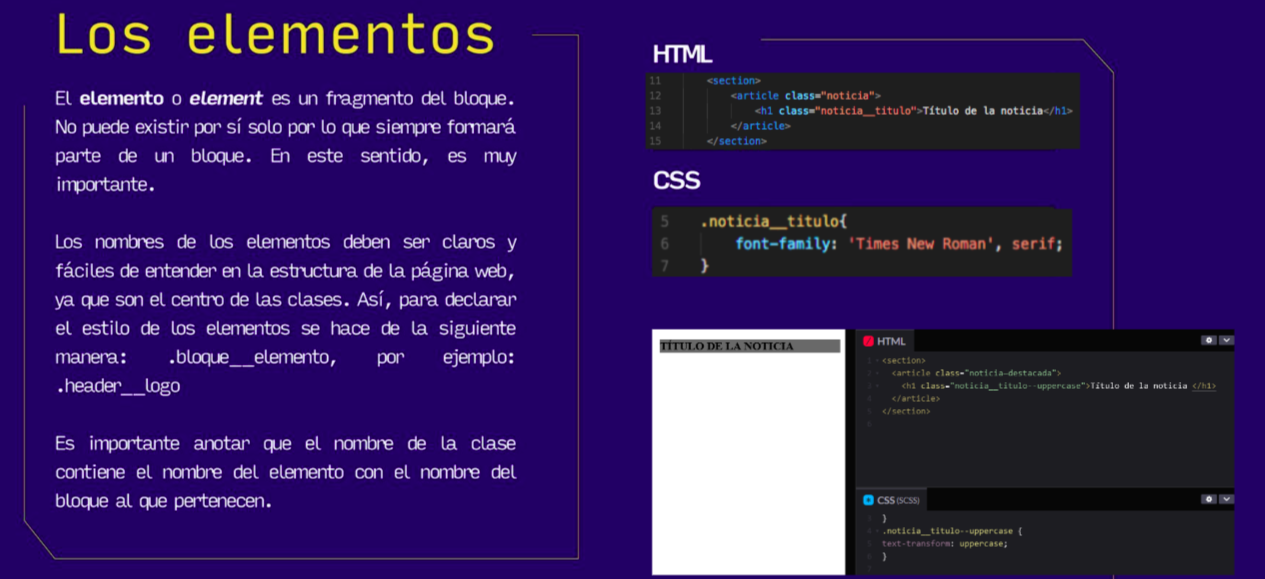 Los elementos
El elemento o element es un fragmento del bloque.
No puede existir por sí solo por lo que siempre formará
parte de un bloque. En este sentido, es muy
importante.
Los nombres de los elementos deben ser claros y
fáciles de entender en la estructura de la página web,
ya que son el centro de las clases. Así, para declarar
el estilo de los elementos se hace de la siguiente
manera: .bloque__elemento, por ejemplo:
.header__logo
Es importante anotar que el nombre de la clase
contiene el nombre del elemento con el nombre del
bloque al que pertenecen.
HTML
11 <section>
12 <article class="noticia">
13 <h1 class="noticia__titulo">Título de la noticia</h1>
14 </article>
15 </section>
CSS
5 .noticia__titulo{
6 font-family: 'Times New Roman', serif;
7 }
TÍTULO DE LA NOTICIA
HTML
1 <section>
2 <article class="noticia-destacada">
3 <h1 class="noticia__titulo--uppercase">Título de la noticia </h1>
4 </article>
5 </section>
6
CSS (SCSS)
3 }
4 .noticia__titulo--uppercase {
5 text-transform: uppercase;
6 }
7